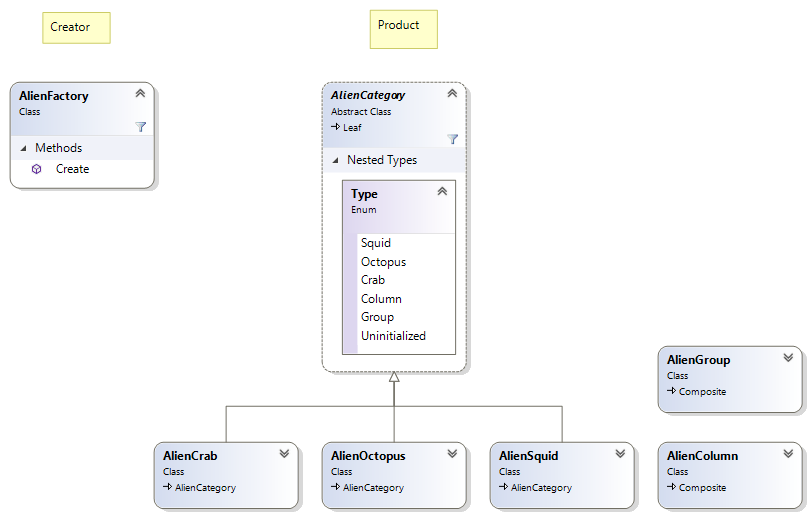 Creator
Product
AlienFactory
Class
Methods
Create
AlienCategory
Abstract Class
Leaf
Nested Types
Type
Enum
Squid
Octopus
Crab
Column
Group
Uninitialized
AlienGroup
Class
Composite
AlienCrab
Class
AlienCategory
AlienOctopus
Class
AlienCategory
AlienSquid
Class
AlienCategory
AlienColumn
Class
Composite